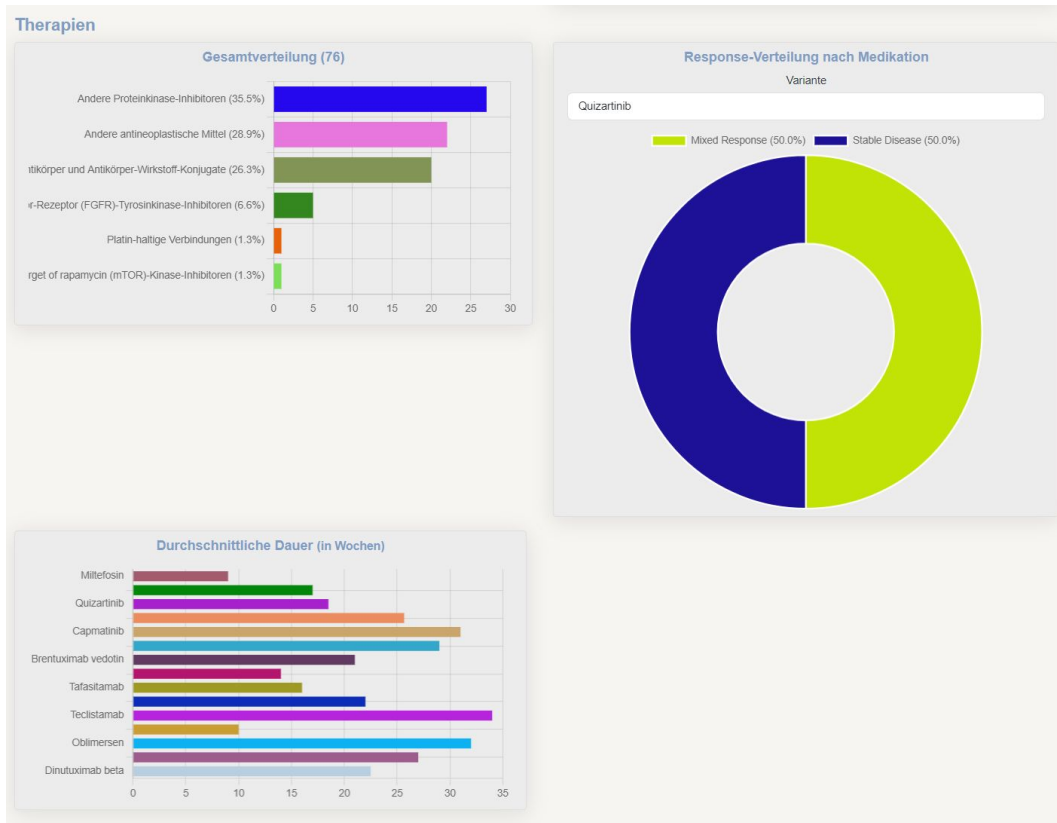 Therapien
Gesamtverteilung (76)
Andere Proteinkinase-Inhibitoren (35.5%)
Andere antineoplastische Mittel (28.9%)
ntikörper und Antikörper-Wirkstoff-Konjugate (26.3%)
r-Rezeptor (FGFR)-Tyrosinkinase-Inhibitoren (6.6%)
Platin-haltige Verbindungen (1.3%)
rget of rapamycin (mTOR)-Kinase-Inhibitoren (1.3%)
0 5 10 15 20 25 30
Response-Verteilung nach Medikation
Variante
Quizartinib
Mixed Response (50.0%) Stable Disease (50.0%)
Durchschnittliche Dauer (in Wochen)
Miltefosin
Quizartinib
Capmatinib
Brentuximab vedotin
Tafasitamab
Teclistamab
Oblimersen
Dinutuximab beta
0 5 10 15 20 25 30 35